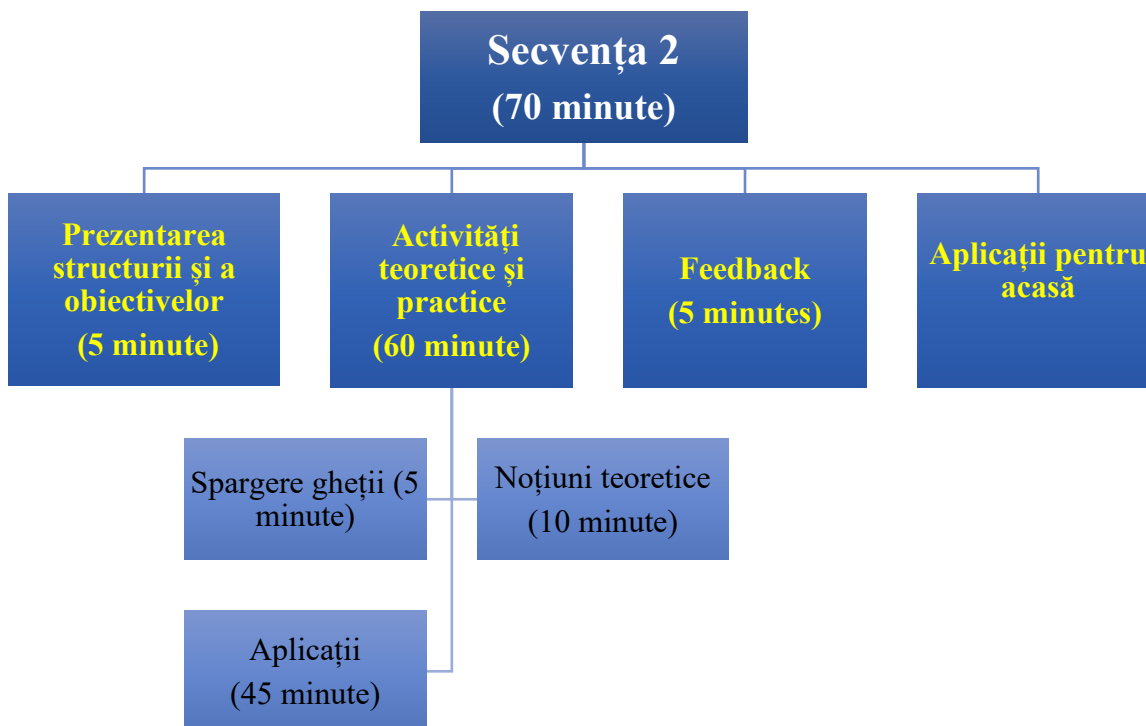 Secvența 2
(70 minute)
Prezentarea
structurii și a
obiectivelor
(5 minute)
Activități
teoretice și
practice
(60 minute)
Feedback
(5 minutes)
Aplicații pentru
acasă
Spargere gheții (5
minute)
Noțiuni teoretice
(10 minute)
Aplicații
(45 minute)